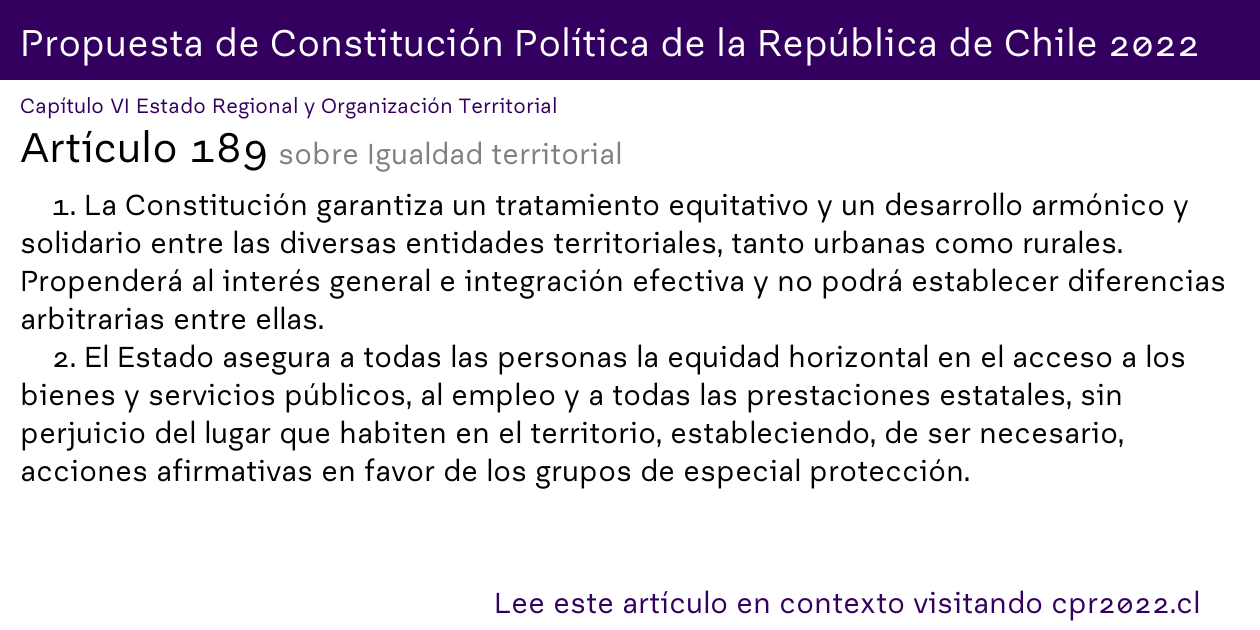 Propuesta de Constitución Política de la República de Chile 2022
Capítulo VI Estado Regional y Organización Territorial
Artículo 189 sobre Igualdad territorial
1. La Constitución garantiza un tratamiento equitativo y un desarrollo armónico y
solidario entre las diversas entidades territoriales, tanto urbanas como rurales.
Propenderá al interés general e integración efectiva y no podrá establecer diferencias
arbitrarias entre ellas.
2. El Estado asegura a todas las personas la equidad horizontal en el acceso a los
bienes y servicios públicos, al empleo y a todas las prestaciones estatales, sin
perjuicio del lugar que habiten en el territorio, estableciendo, de ser necesario,
acciones afirmativas en favor de los grupos de especial protección.
Lee este artículo en contexto visitando cpr2022.cl